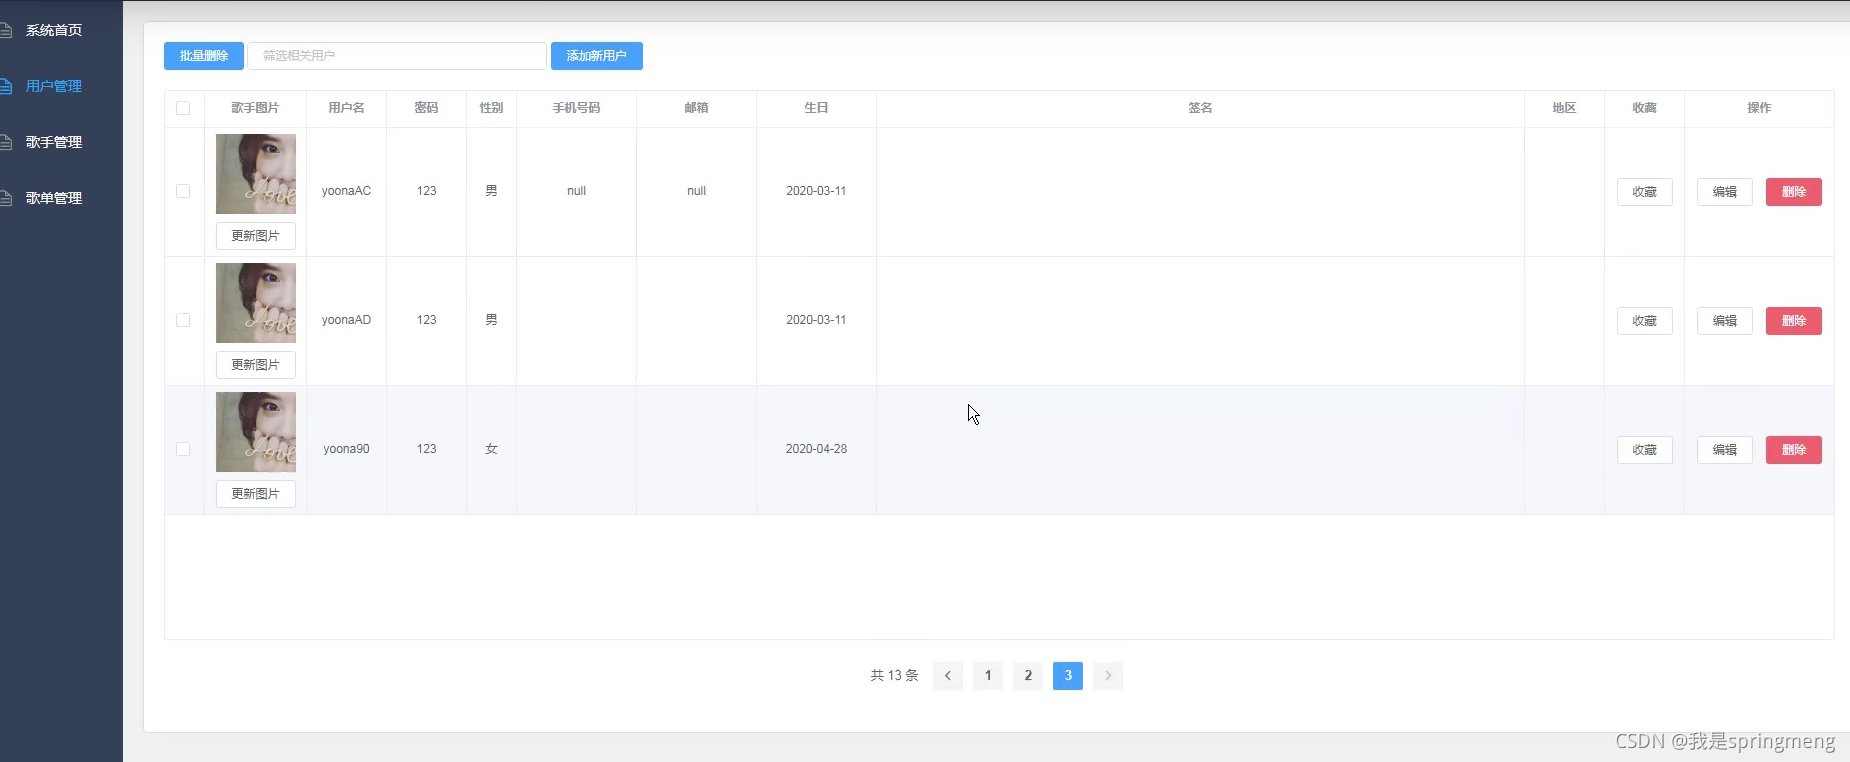 系统首页
用户管理
歌手管理
歌单管理
批量删除 筛选相关用户 添加新用户
歌手图片 用户名 密码 性别 手机号码 邮箱 生日 签名 地区 收藏 操作
Love
yoonaAC 123 男 null null 2020-03-11 收藏 编辑 删除
更新图片
Love
yoonaAD 123 男 2020-03-11 收藏 编辑 删除
更新图片
Love
yoona90 123 女 2020-04-28 收藏 编辑 删除
更新图片
共 13 条 1 2 3
CSDN @我是springmeng